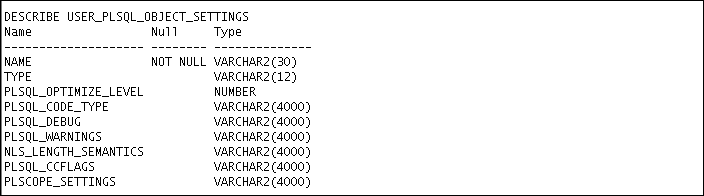 DESCRIBE USER_PLSQL_OBJECT_SETTINGS
Name                Null     Type
------------------- -------- --------------
NAME                NOT NULL VARCHAR2(30)
TYPE                         VARCHAR2(12)
PLSQL_OPTIMIZE_LEVEL         NUMBER
PLSQL_CODE_TYPE              VARCHAR2(4000)
PLSQL_DEBUG                  VARCHAR2(4000)
PLSQL_WARNINGS               VARCHAR2(4000)
NLS_LENGTH_SEMANTICS         VARCHAR2(4000)
PLSQL_CCFLAGS                VARCHAR2(4000)
PLSCOPE_SETTINGS             VARCHAR2(4000)